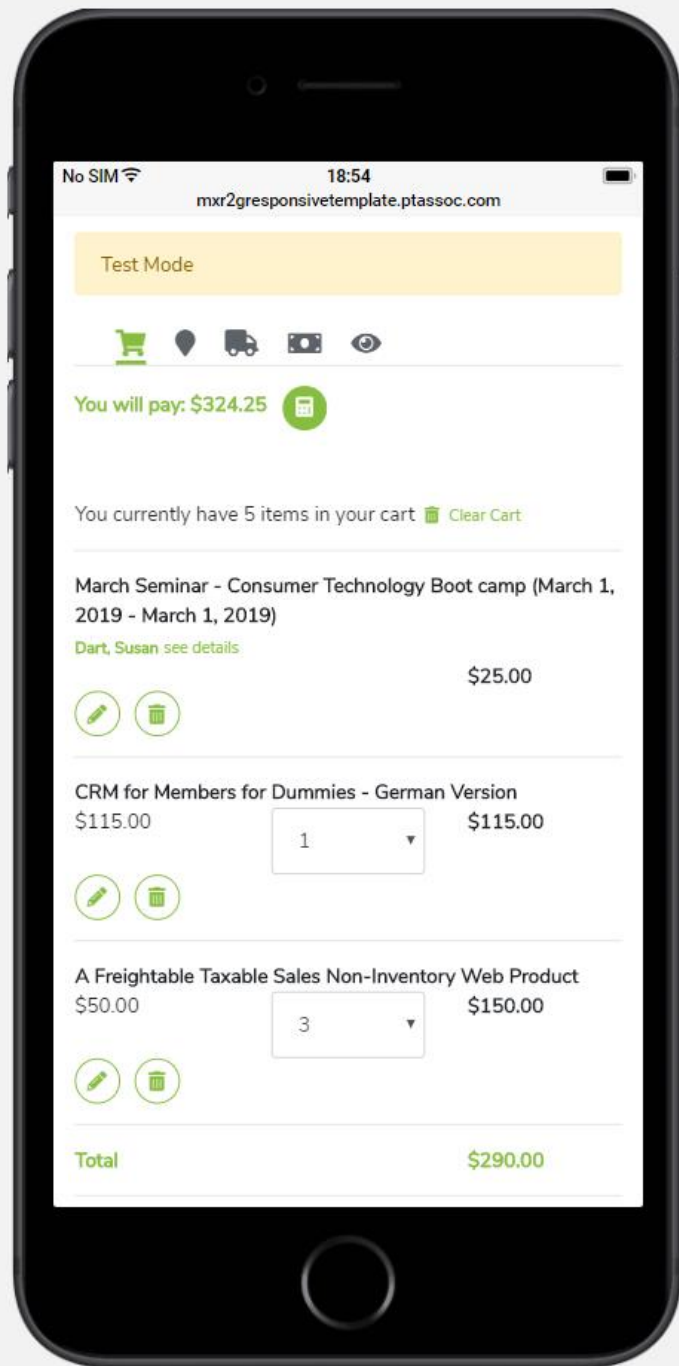 No SIM 18:54
mxr2gresponsivetemplate.ptassoc.com
Test Mode
You will pay: $324.25
You currently have 5 items in your cart Clear Cart
March Seminar - Consumer Technology Boot camp (March 1,
2019 - March 1, 2019)
Dart, Susan see details
$25.00
CRM for Members for Dummies - German Version
$115.00 1 $115.00
A Freightable Taxable Sales Non-Inventory Web Product
$50.00 3 $150.00
Total $290.00